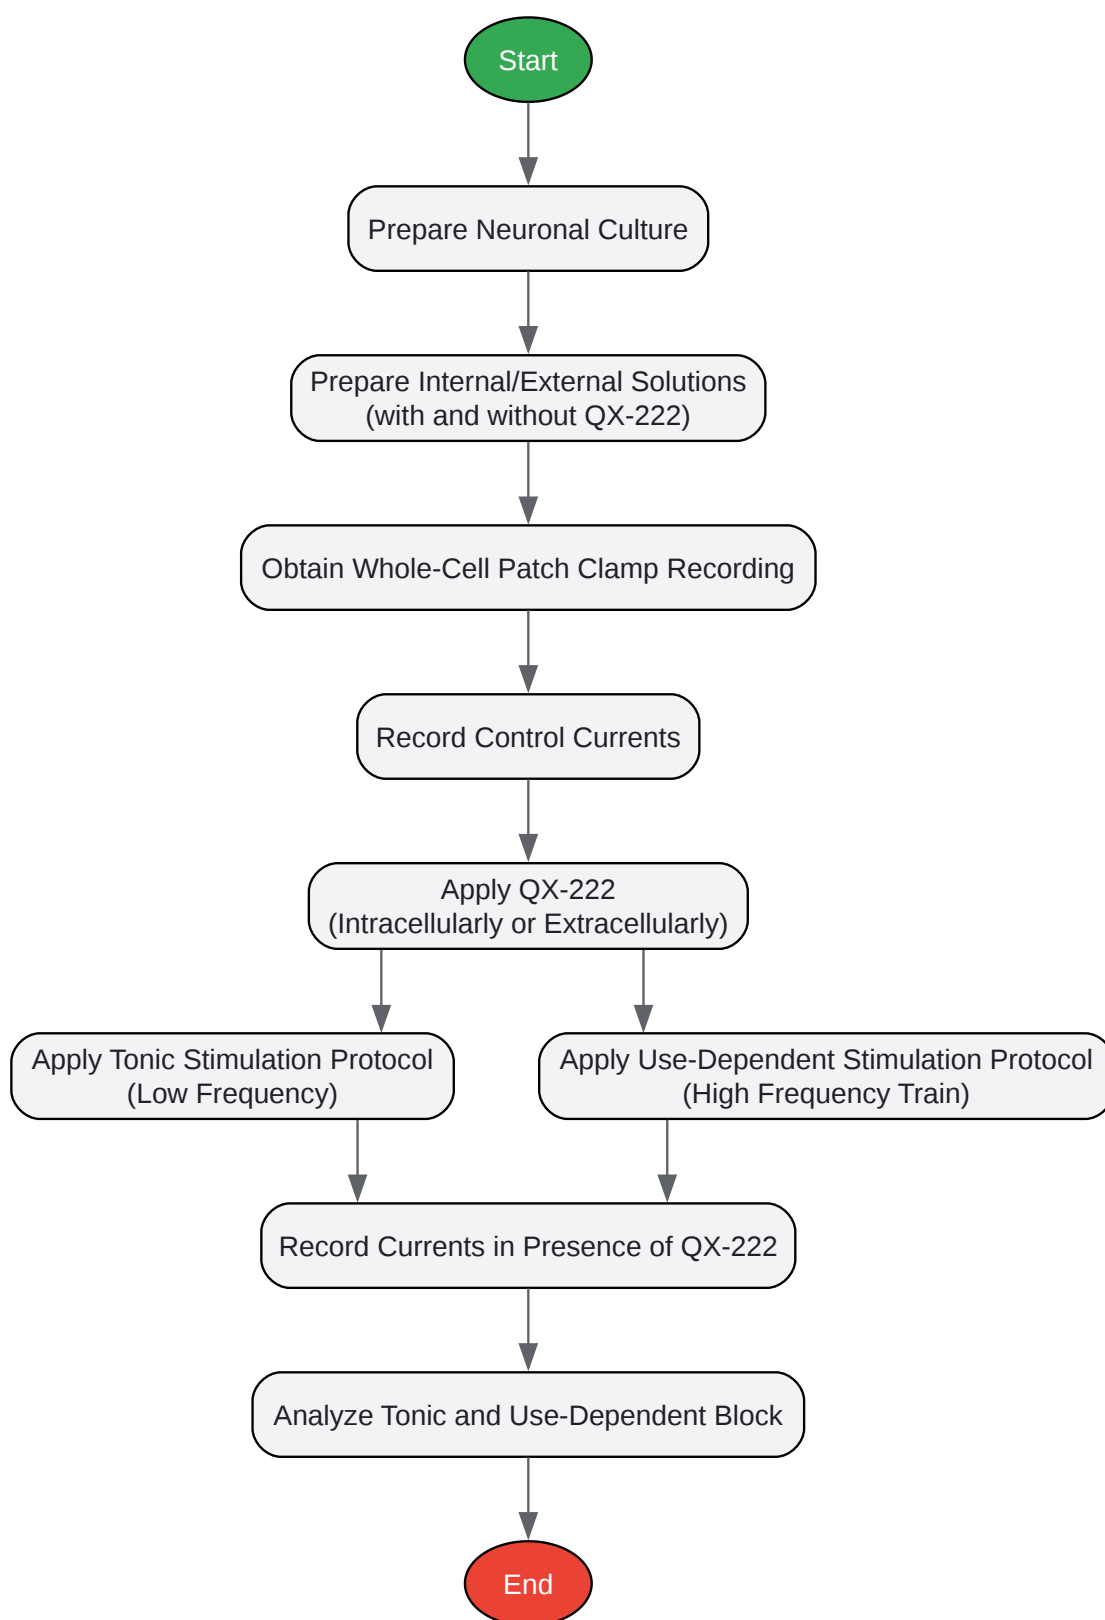 Start
Prepare Neuronal Culture
Prepare Internal/External Solutions
(with and without QX-222)
Obtain Whole-Cell Patch Clamp Recording
Record Control Currents
Apply QX-222
(Intracellularly or Extracellularly)
Apply Tonic Stimulation Protocol
(Low Frequency)
Apply Use-Dependent Stimulation Protocol
(High Frequency Train)
Record Currents in Presence of QX-222
Analyze Tonic and Use-Dependent Block
End